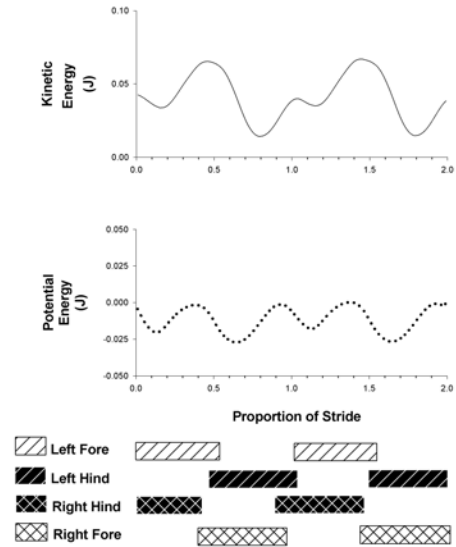 0.10
Kinetic
Energy
(J)
0.05
0.00
0.0 0.5 1.0 1.5 2.0
0.050
0.025
Potential
Energy
(J)
0.000
-0.025
-0.050
0.0 0.5 1.0 1.5 2.0
Proportion of Stride
Left Fore
Left Hind
Right Hind
Right Fore